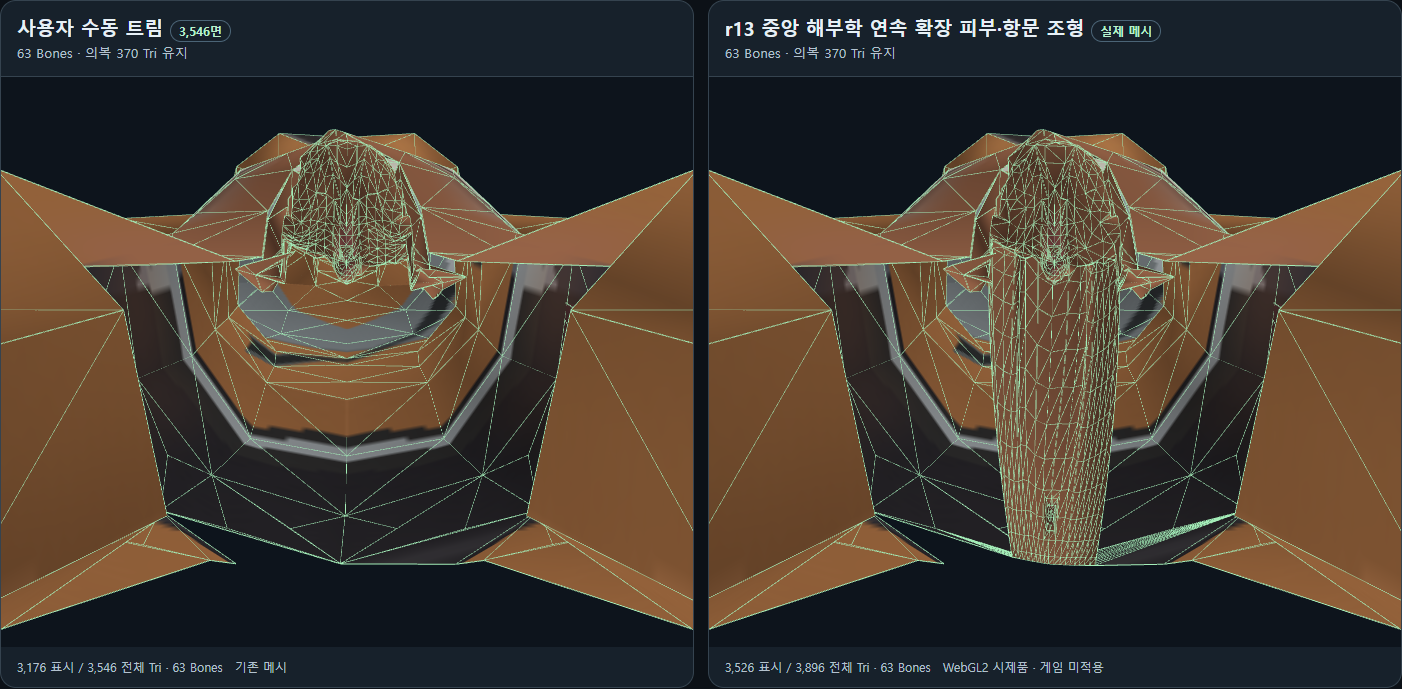 사용자 수동 트림 3,546면
63 Bones · 의복 370 Tri 유지
3,176 표시 / 3,546 전체 Tri · 63 Bones 기존 메시
r13 중앙 해부학 연속 확장 피부·항문 조형 실제 메시
63 Bones · 의복 370 Tri 유지
3,526 표시 / 3,896 전체 Tri · 63 Bones WebGL2 시제품 · 게임 미적용